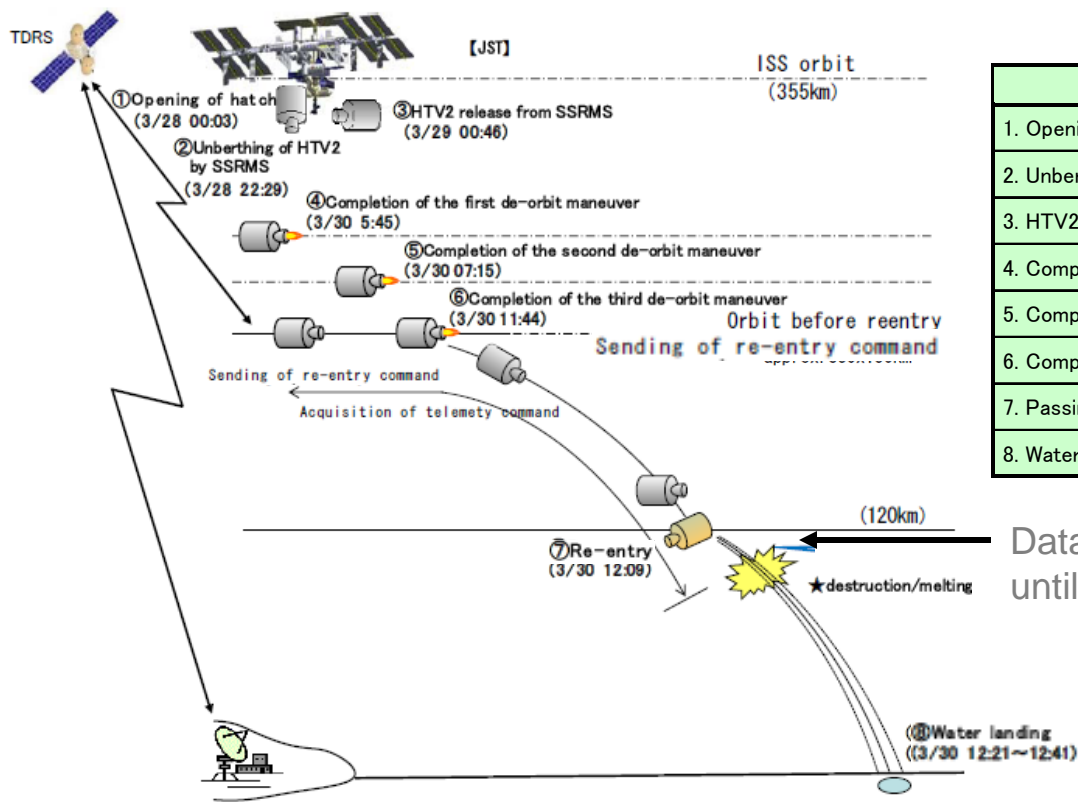 TDRS
【JST】
ISS orbit
(355km)
①Opening of hatch
(3/28 00:03)
③HTV2 release from SSRMS
(3/29 00:46)
②Unberthing of HTV2
by SSRMS
(3/28 22:29)
④Completion of the first de-orbit maneuver
(3/30 5:45)
⑤Completion of the second de-orbit maneuver
(3/30 07:15)
⑥Completion of the third de-orbit maneuver
(3/30 11:44)
Orbit before reentry
Sending of re-entry command
Sending of re-entry command
Acquisition of telemety command
(120km)
⑦Re-entry
(3/30 12:09)
★destruction/melting
⑧Water landing
((3/30 12:21～12:41)
1. Openi
2. Unber
3. HTV2
4. Comp
5. Comp
6. Comp
7. Passi
8. Water
Data
until